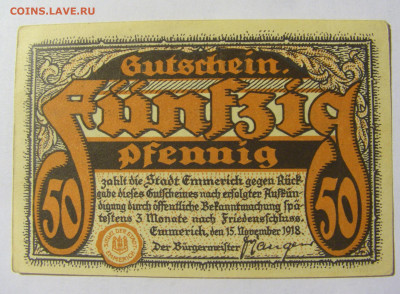 COINS.LAVE.RU
Gutschein.
Fünfzig
Pfennig
50
50
zahlt die Stadt Emmerich gegen Rück-
gabe dieses Gutscheines nach erfolgter Aufkün-
digung durch öffentliche Bekanntmachung spä-
testens 3 Monate nach Friedensschluss.
Emmerich, den 15. November 1918.
Der Bürgermeister